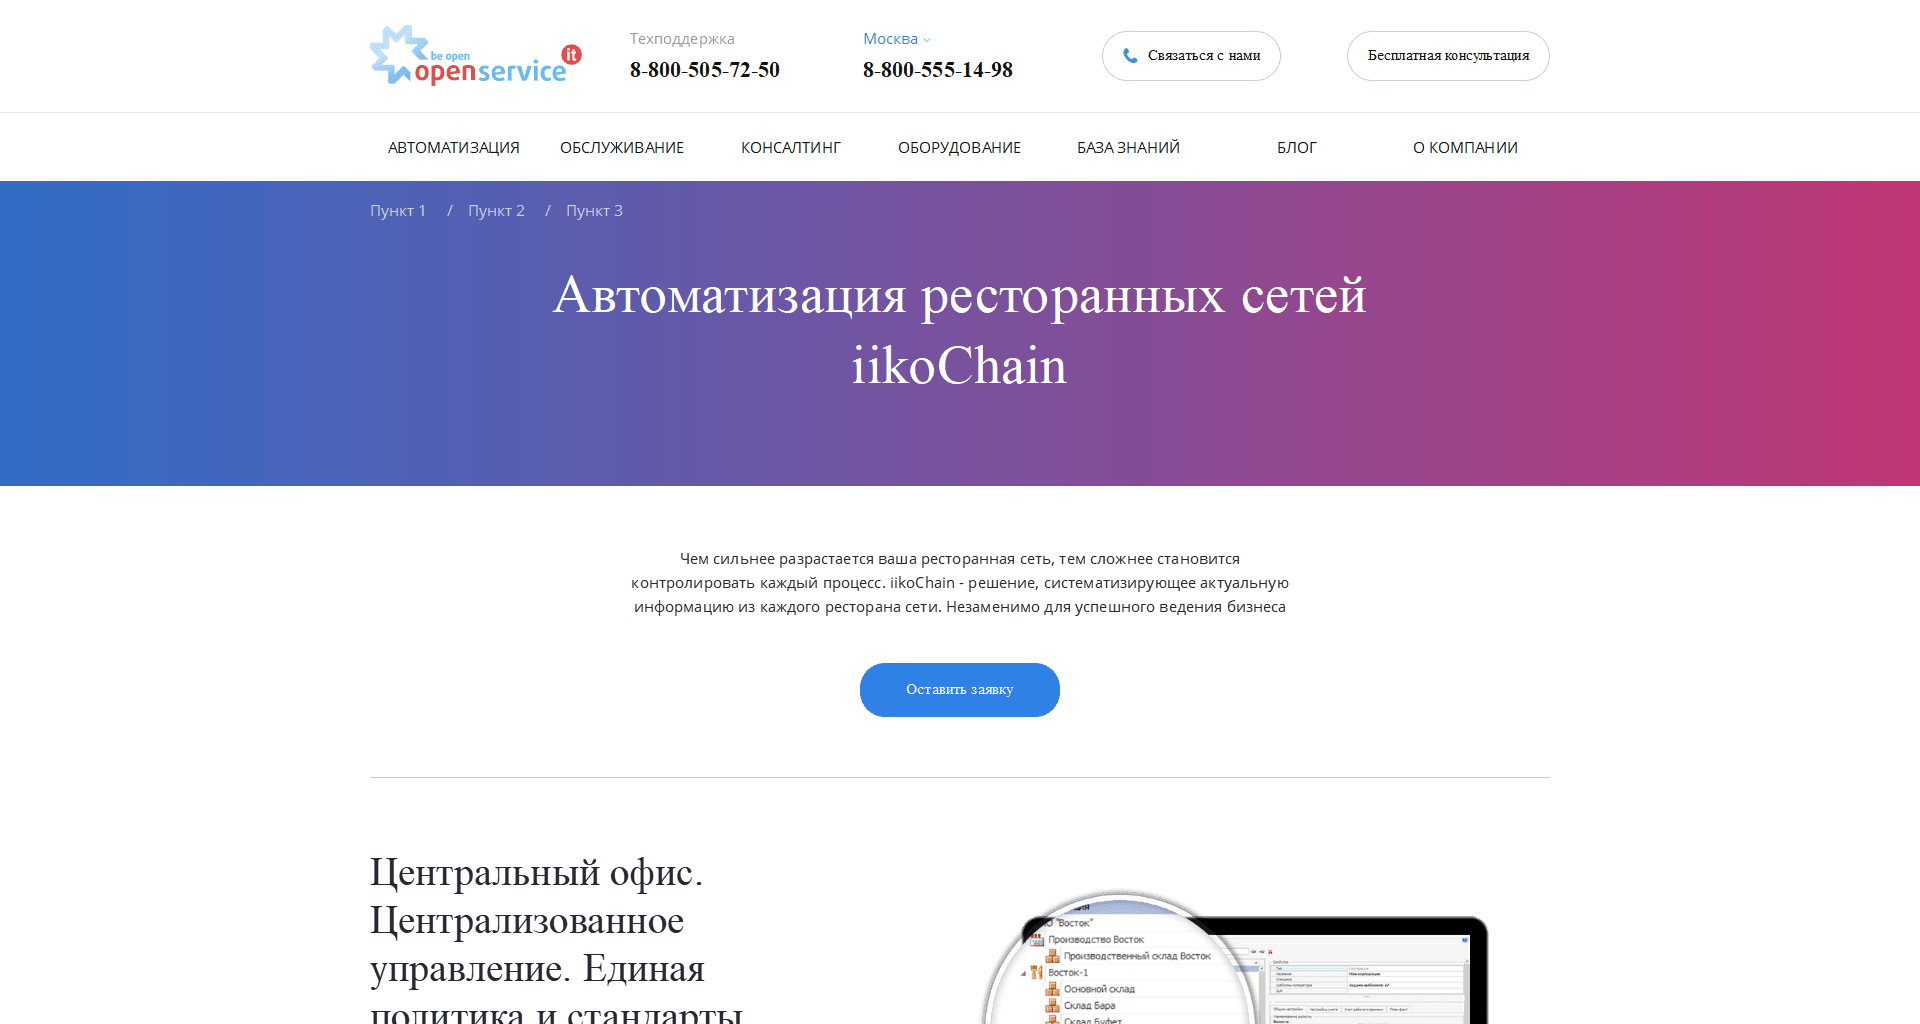 be open
openservice it
Техподдержка
8-800-505-72-50
Москва
8-800-555-14-98
Связаться с нами
Бесплатная консультация
АВТОМАТИЗАЦИЯ
ОБСЛУЖИВАНИЕ
КОНСАЛТИНГ
ОБОРУДОВАНИЕ
БАЗА ЗНАНИЙ
БЛОГ
О КОМПАНИИ
Пункт 1 / Пункт 2 / Пункт 3
Автоматизация ресторанных сетей
iikoChain
Чем сильнее разрастается ваша ресторанная сеть, тем сложнее становится
контролировать каждый процесс. iikoChain - решение, систематизирующее актуальную
информацию из каждого ресторана сети. Незаменимо для успешного ведения бизнеса
Оставить заявку
Центральный офис.
Централизованное
управление. Единая
политика и стандарты
"Восток"
Производство Восток
Производственный склад Восток
Восток-1
Основной склад
Склад Бара
Склад Буфет